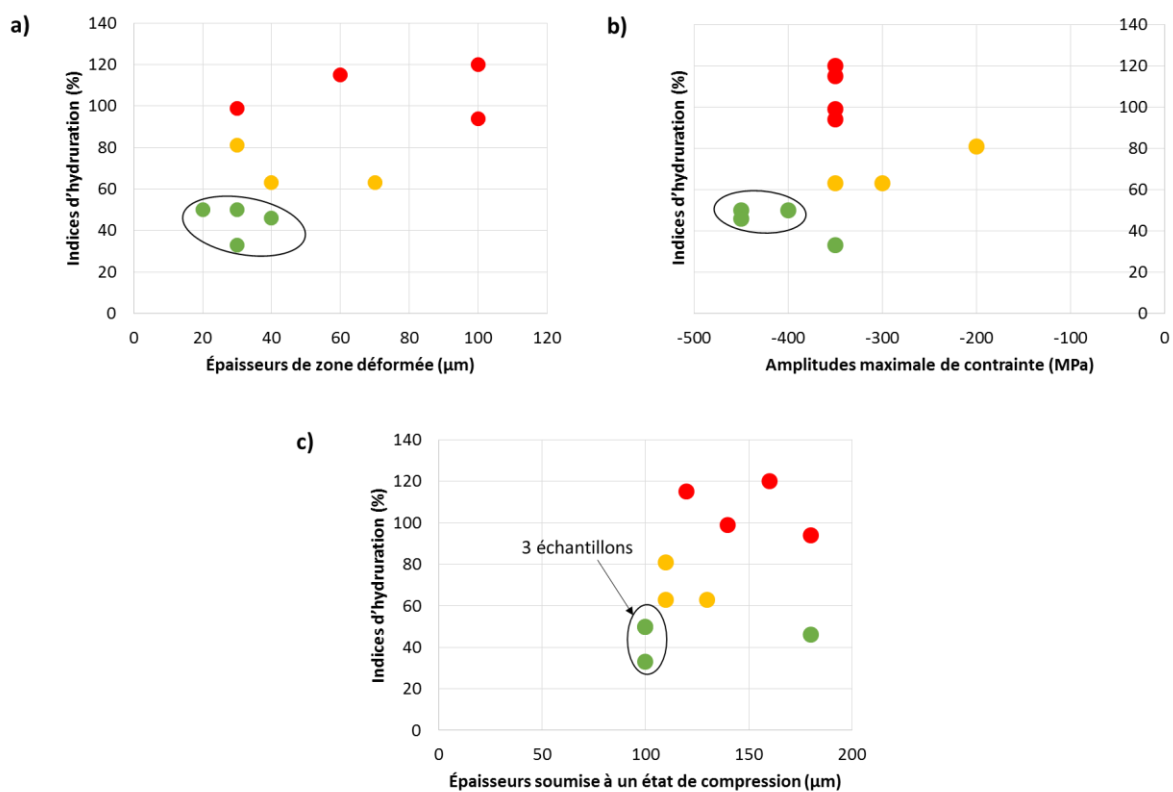 a)
Indices d'hydruration (%)
140
120
100
80
60
40
20
0
0 20 40 60 80 100 120
Épaisseurs de zone déformée (µm)
b)
Indices d'hydruration (%)
140
120
100
80
60
40
20
0
-500 -400 -300 -200 -100 0
Amplitudes maximale de contrainte (MPa)
c)
Indices d'hydruration (%)
140
120
100
80
60
40
20
0
3 échantillons
0 50 100 150 200
Épaisseurs soumise à un état de compression (µm)